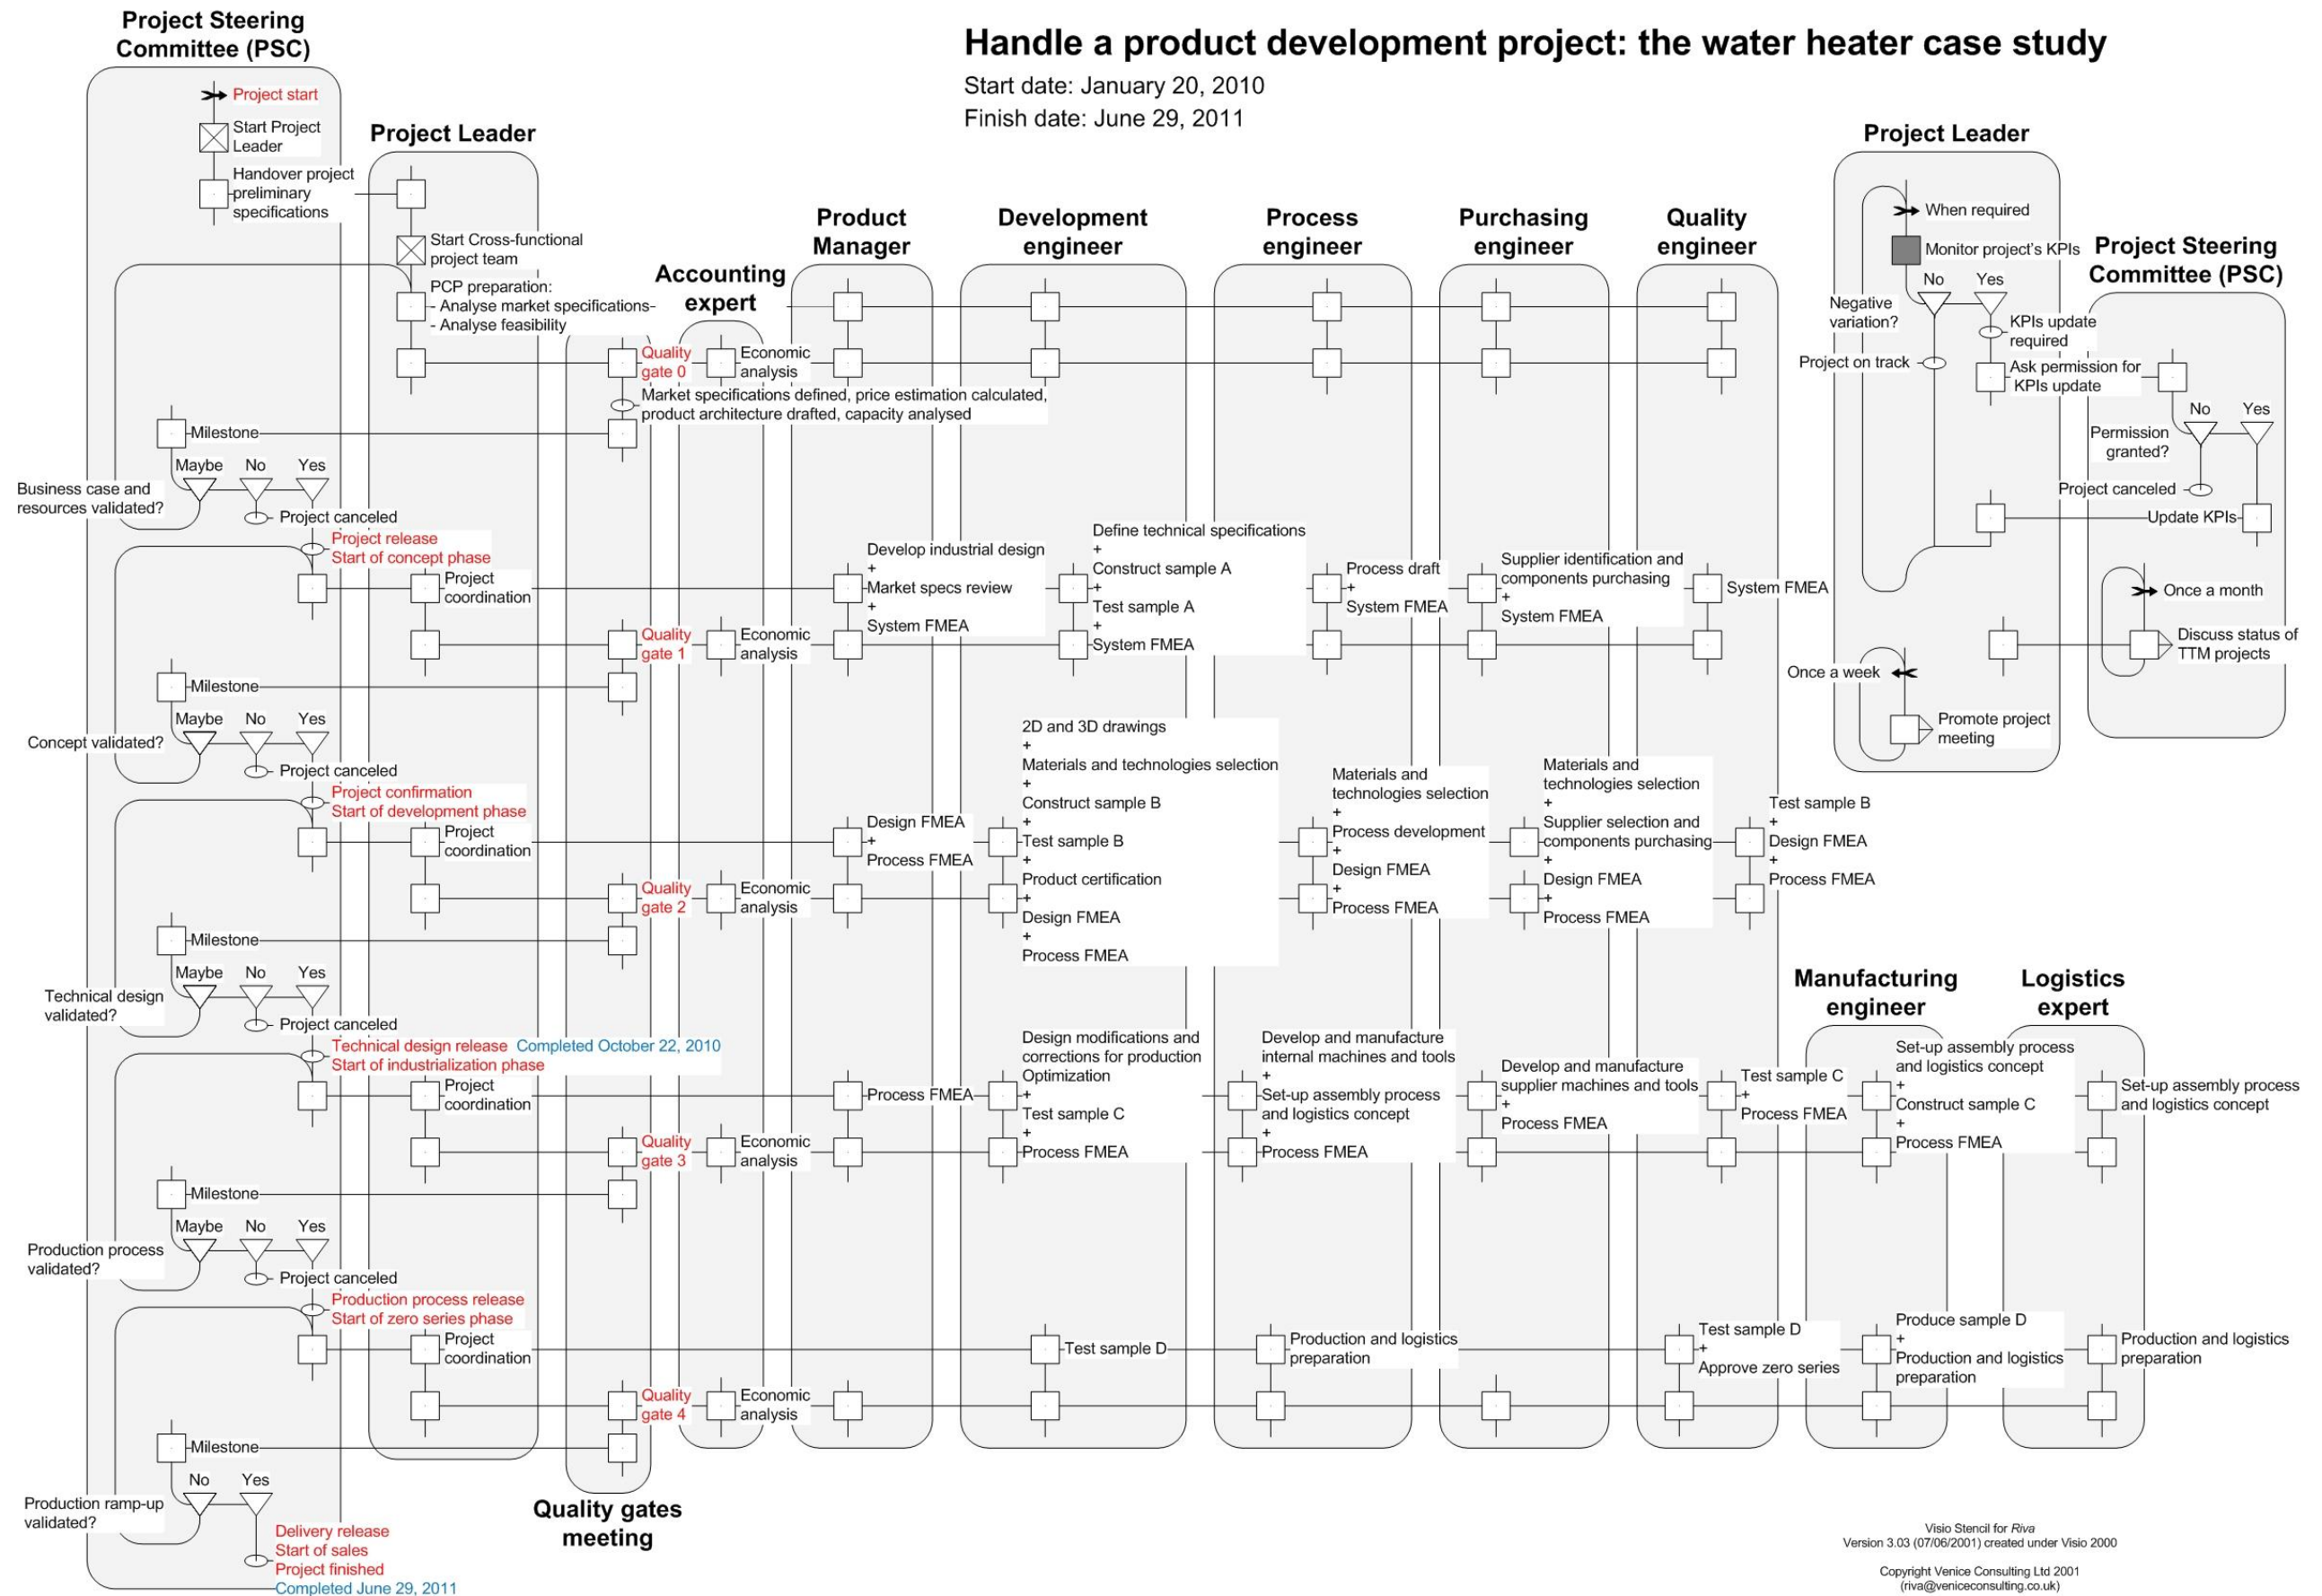 Project Steering
Committee (PSC)
Handle a product development project: the water heater case study
Start date: January 20, 2010
Finish date: June 29, 2011
Project start
Start Project
Leader
Handover project
preliminary
specifications
Project Leader
Start Cross-functional
project team
PCP preparation:
- Analyse market specifications
- Analyse feasibility
Accounting
expert
Product
Manager
Development
engineer
Process
engineer
Purchasing
engineer
Quality
engineer
Quality
gate 0
Economic
analysis
Market specifications defined, price estimation calculated,
product architecture drafted, capacity analysed
Milestone
Maybe
No
Yes
Business case and
resources validated?
Project canceled
Project release
Start of concept phase
Project
coordination
Develop industrial design
+
Market specs review
+
System FMEA
Define technical specifications
+
Construct sample A
+
Test sample A
+
System FMEA
Process draft
+
System FMEA
Supplier identification and
components purchasing
+
System FMEA
System FMEA
Quality
gate 1
Economic
analysis
Milestone
Maybe
No
Yes
Concept validated?
Project canceled
Project confirmation
Start of development phase
Project
coordination
Design FMEA
+
Process FMEA
2D and 3D drawings
+
Materials and technologies selection
+
Construct sample B
+
Test sample B
+
Product certification
+
Design FMEA
+
Process FMEA
Materials and
technologies selection
+
Process development
+
Design FMEA
+
Process FMEA
Materials and
technologies selection
+
Supplier selection and
components purchasing
+
Design FMEA
+
Process FMEA
Test sample B
+
Design FMEA
+
Process FMEA
Quality
gate 2
Economic
analysis
Milestone
Maybe
No
Yes
Technical design
validated?
Project canceled
Technical design release Completed October 22, 2010
Start of industrialization phase
Project
coordination
Process FMEA
Design modifications and
corrections for production
Optimization
+
Test sample C
+
Process FMEA
Develop and manufacture
internal machines and tools
+
Set-up assembly process
and logistics concept
+
Process FMEA
Develop and manufacture
supplier machines and tools
+
Process FMEA
Test sample C
+
Process FMEA
Manufacturing
engineer
Set-up assembly process
and logistics concept
+
Construct sample C
+
Process FMEA
Logistics
expert
Set-up assembly process
and logistics concept
Quality
gate 3
Economic
analysis
Milestone
Maybe
No
Yes
Production process
validated?
Project canceled
Production process release
Start of zero series phase
Project
coordination
Test sample D
Production and logistics
preparation
Test sample D
+
Approve zero series
Produce sample D
+
Production and logistics
preparation
Production and logistics
preparation
Quality
gate 4
Economic
analysis
Milestone
No
Yes
Production ramp-up
validated?
Delivery release
Start of sales
Project finished
Completed June 29, 2011
Quality gates
meeting
Project Leader
When required
Monitor project's KPIs
No
Yes
Negative
variation?
KPIs update
required
Project on track
Ask permission for
KPIs update
Project Steering
Committee (PSC)
No
Yes
Permission
granted?
Project canceled
Update KPIs
Once a month
Discuss status of
TTM projects
Once a week
Promote project
meeting
Visio Stencil for Riva
Version 3.03 (07/06/2001) created under Visio 2000
Copyright Venice Consulting Ltd 2001
(riva@veniceconsulting.co.uk)